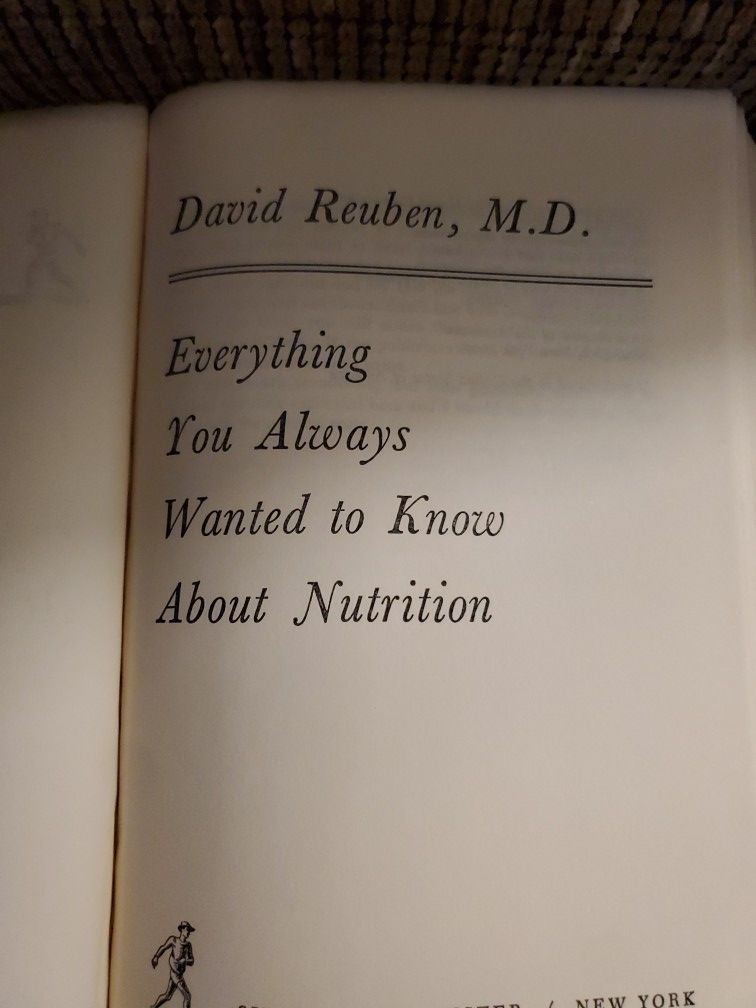 David Reuben, M.D.
Everything
You Always
Wanted to Know
About Nutrition
/ NEW YORK